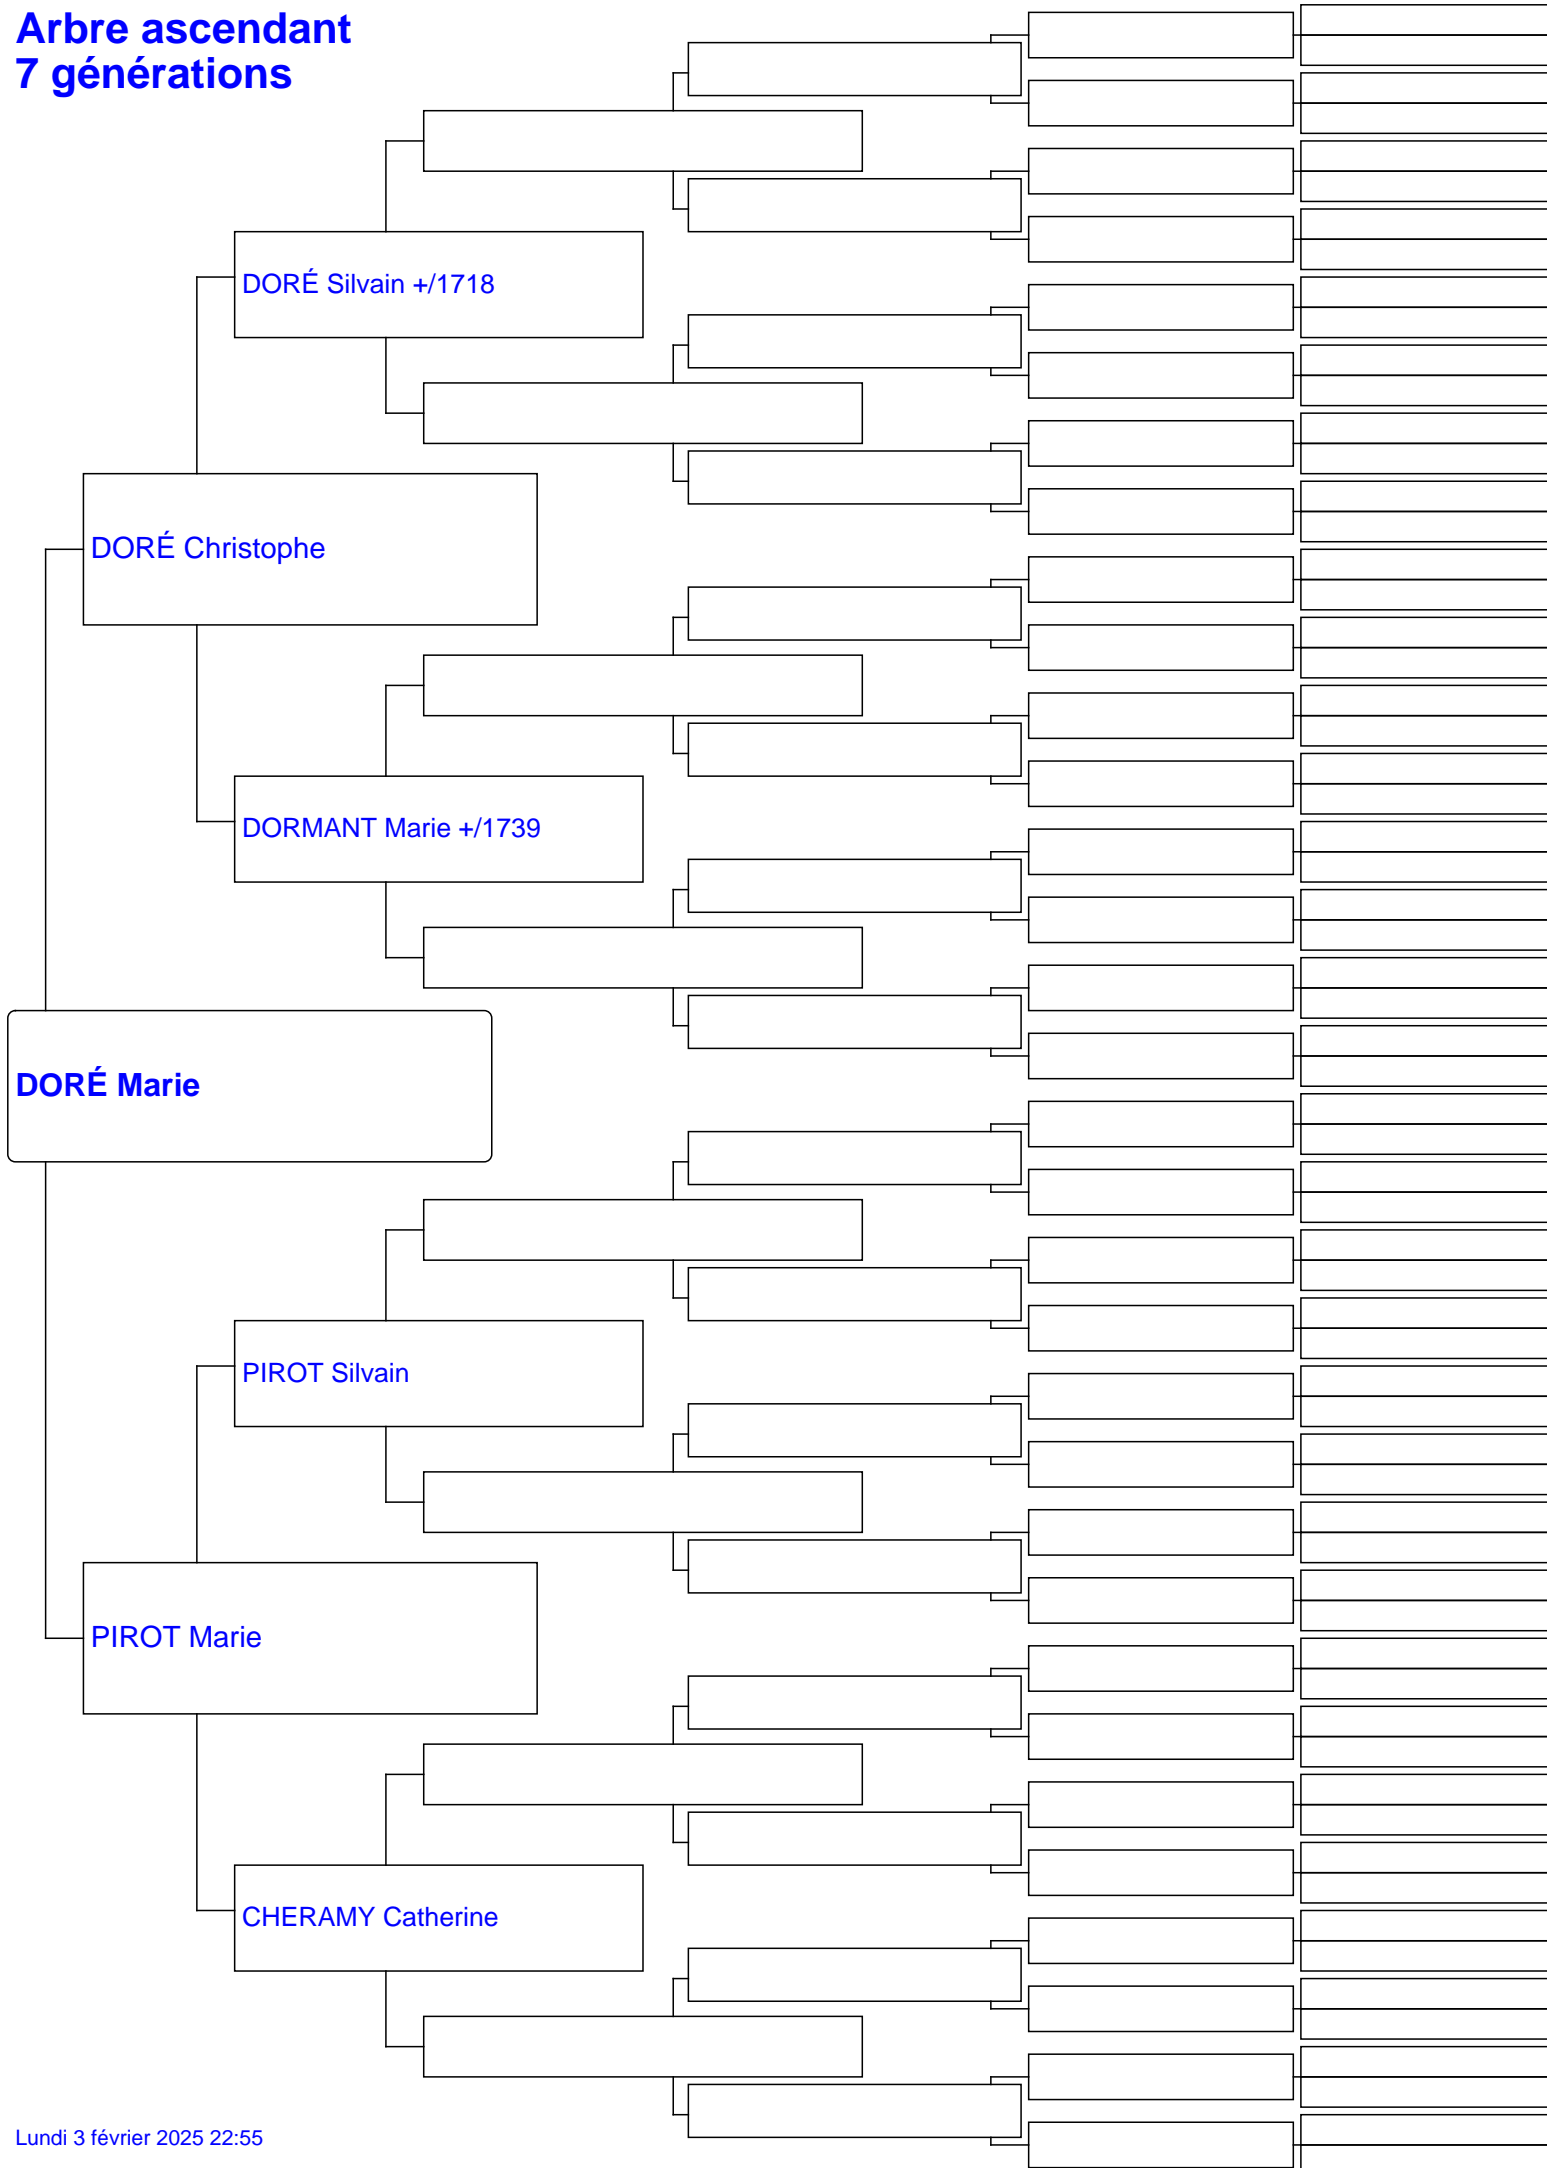 Arbre ascendant
7 générations
DORÉ Silvain +/1718
DORÉ Christophe
DORMANT Marie +/1739
DORÉ Marie
PIROT Silvain
PIROT Marie
CHERAMY Catherine
Lundi 3 février 2025 22:55